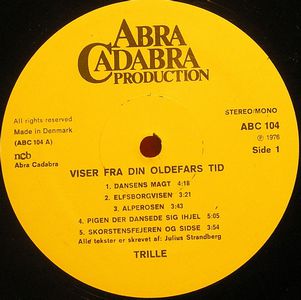 ABRA
CADABRA
PRODUCTION
All rights reserved
Made in Denmark
(ABC 104 A)
ncb
Abra Cadabra
STEREO/MONO
ABC 104
Ⓟ 1976
Side 1
VISER FRA DIN OLDEFARS TID
1. DANSENS MAGT 4:18
2. ELFSBORGVISEN 3:21
3. ALPEROSEN 3:43
4. PIGEN DER DANSEDE SIG IHJEL 5:05
5. SKORSTENSFEJEREN OG SIDSE 3:54
Alle tekster er skrevet af: Julius Strandberg
TRILLE